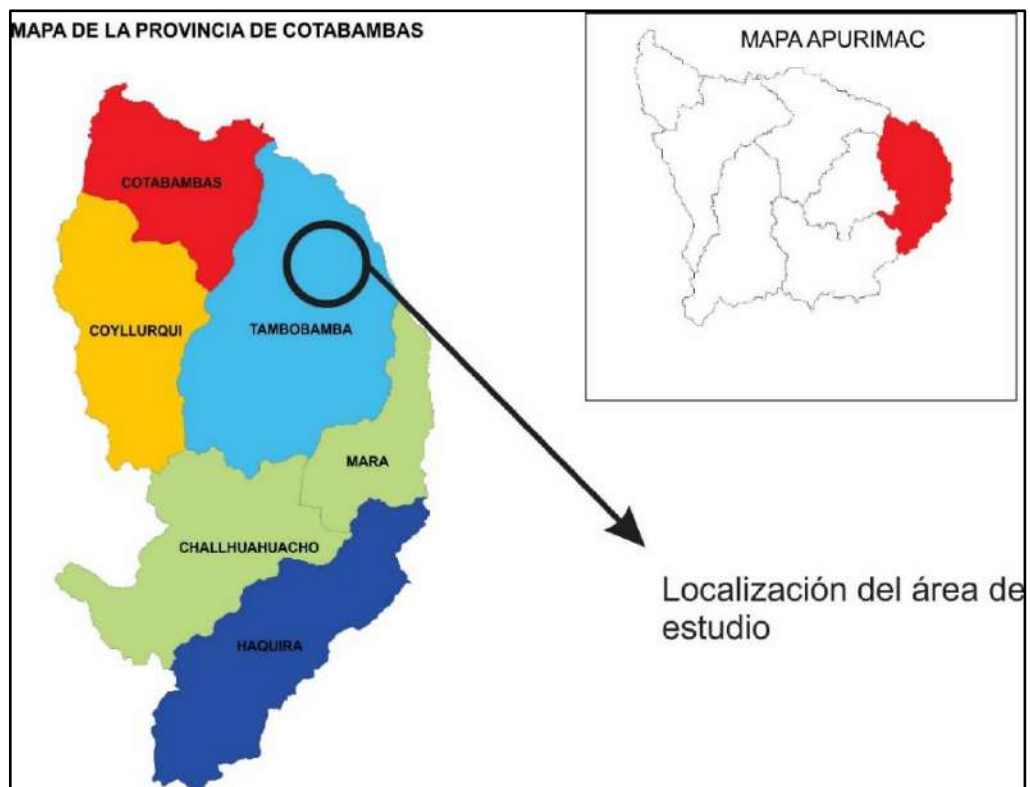 MAPA DE LA PROVINCIA DE COTABAMBAS
MAPA APURIMAC
COTABAMBAS
COYLLURQUI
TAMBOBAMBA
MARA
CHALLHUAHUACHO
HAQUIRA
Localización del área de
estudio